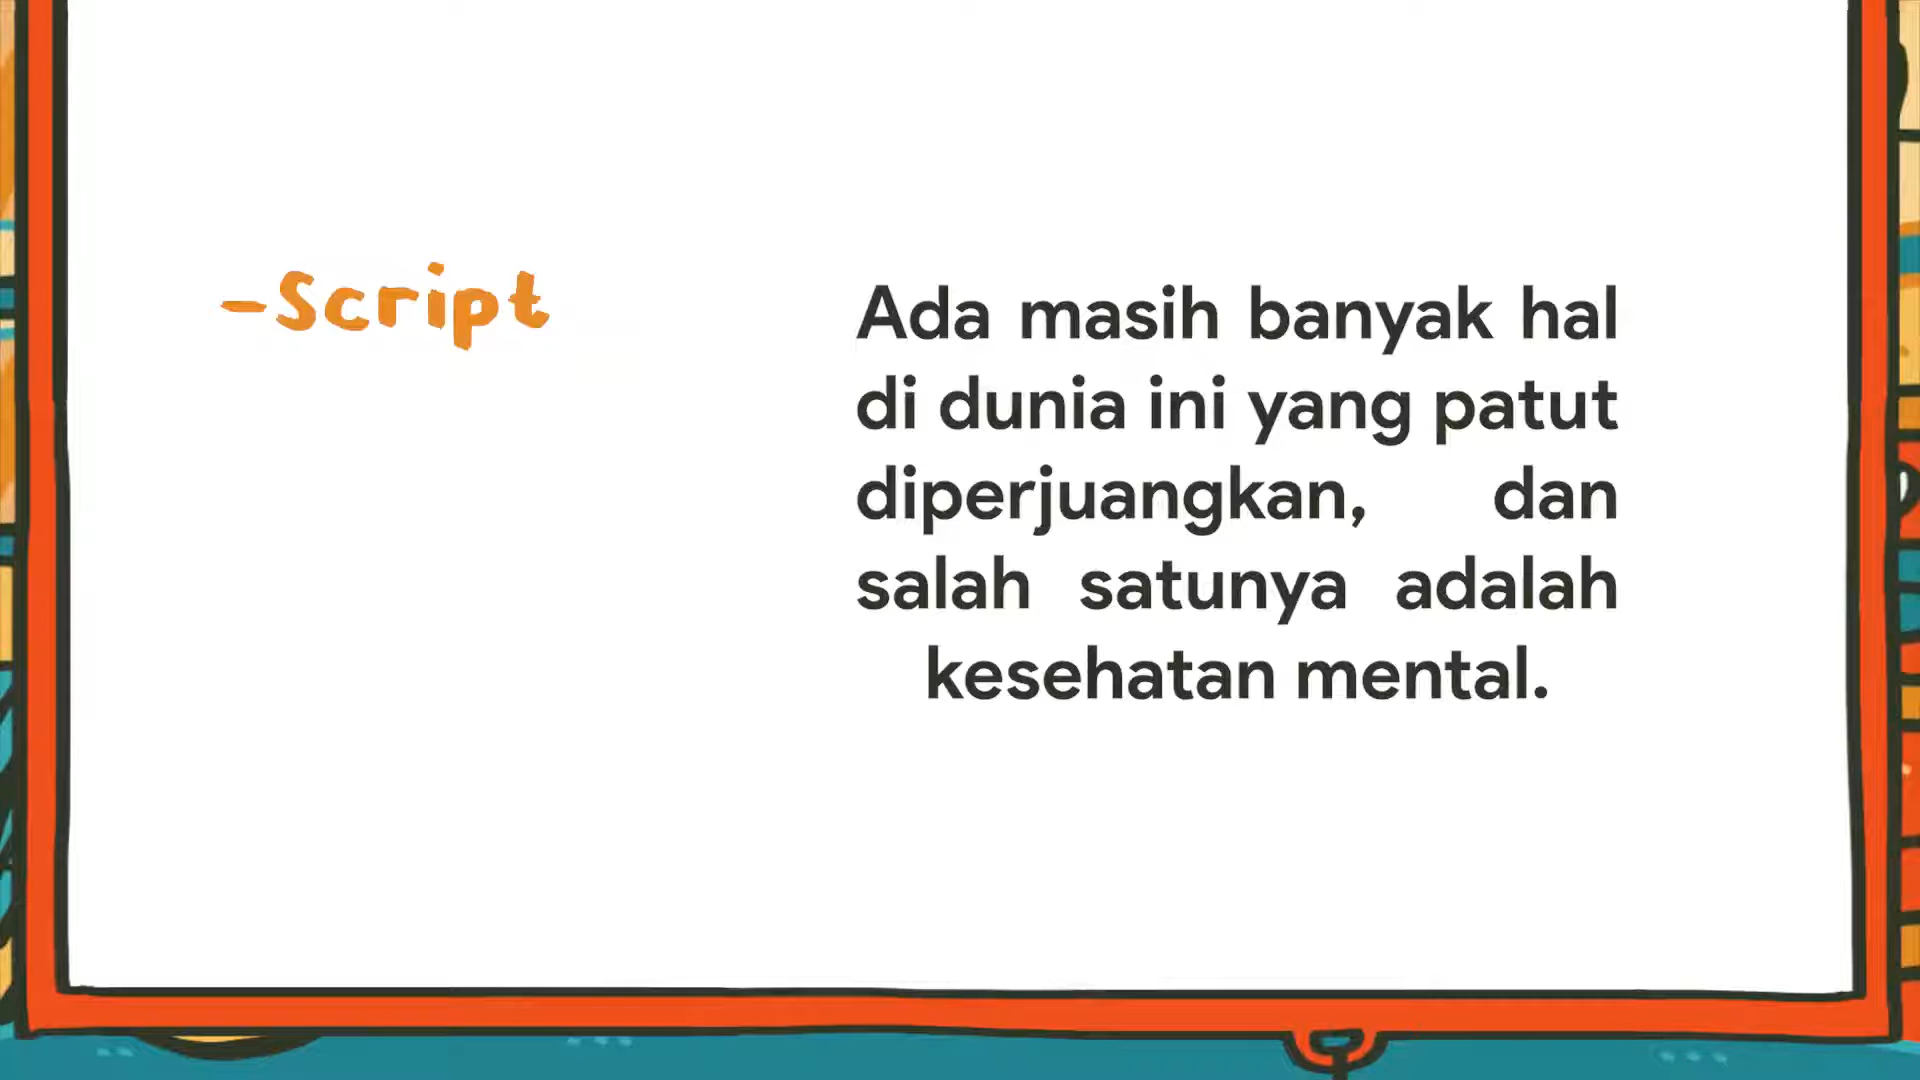 -Script
Ada masih banyak hal
di dunia ini yang patut
diperjuangkan, dan
salah satunya adalah
kesehatan mental.